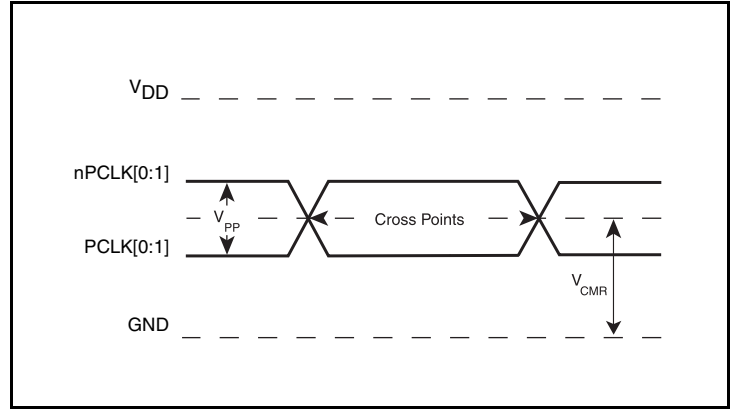 VDD
nPCLK[0:1]
VPP
Cross Points
PCLK[0:1]
VCMR
GND